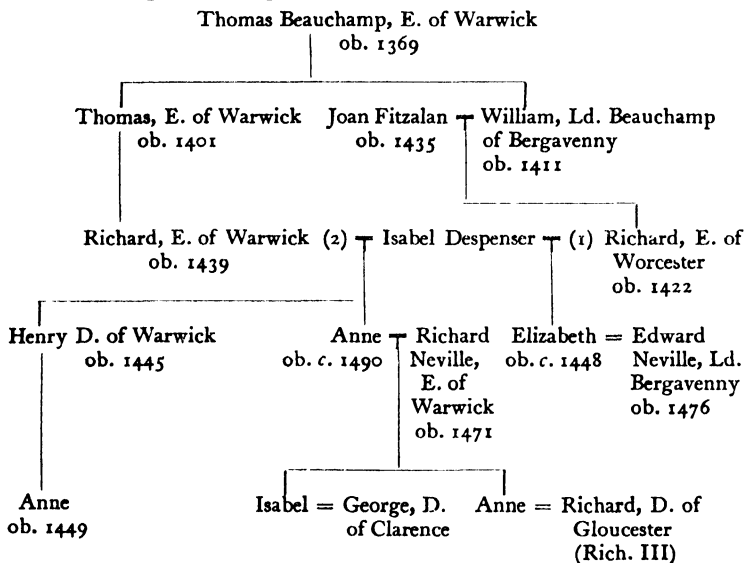 Thomas Beauchamp, E. of Warwick
ob. 1369
Thomas, E. of Warwick
ob. 1401
Joan Fitzalan
ob. 1435
William, Ld. Beauchamp
of Bergavenny
ob. 1411
Richard, E. of Warwick (2)
ob. 1439
Isabel Despenser
(1) Richard, E. of
Worcester
ob. 1422
Henry D. of Warwick
ob. 1445
Anne
ob. c. 1490
Richard
Neville,
E. of
Warwick
ob. 1471
Elizabeth = Edward
ob. c. 1448
Neville, Ld.
Bergavenny
ob. 1476
Anne
ob. 1449
Isabel = George, D.
of Clarence
Anne = Richard, D. of
Gloucester
(Rich. III)